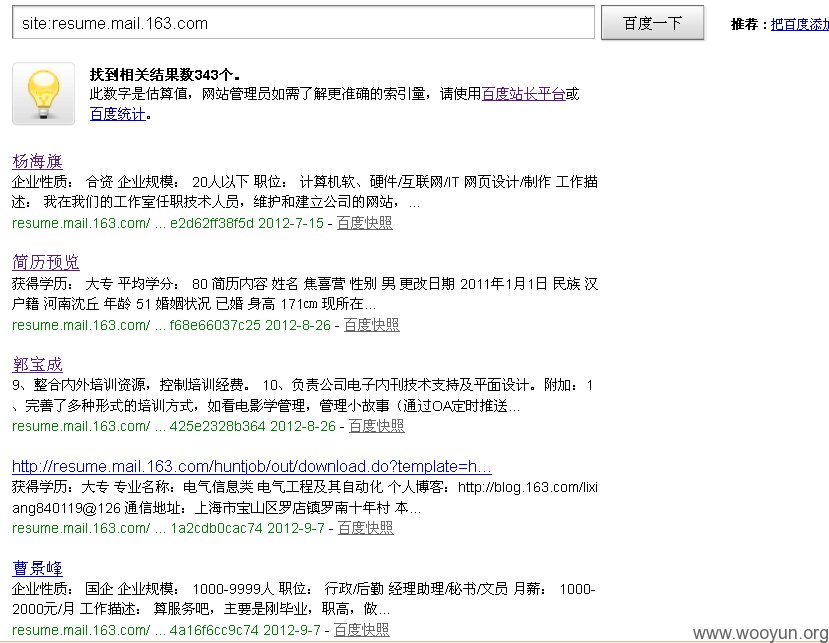 site:resume.mail.163.com 百度一下 推荐：把百度添加
找到相关结果数343个。
此数字是估算值，网站管理员如需了解更准确的索引量，请使用百度站长平台或
百度统计。
杨海旗
企业性质： 合资 企业规模： 20人以下 职位： 计算机软、硬件/互联网/IT 网页设计/制作 工作描
述： 我在我们的工作室任职技术人员，维护和建立公司的网站，...
resume.mail.163.com/ ... e2d62ff38f5d 2012-7-15 - 百度快照
简历预览
获得学历： 大专 平均学分： 80 简历内容 姓名 焦喜营 性别 男 更改日期 2011年1月1日 民族 汉
户籍 河南沈丘 年龄 51 婚姻状况 已婚 身高 171㎝ 现所在...
resume.mail.163.com/ ... f68e66037c25 2012-8-26 - 百度快照
郭宝成
9、整合内外培训资源，控制培训经费。 10、负责公司电子内刊技术支持及平面设计。附加： 1
、完善了多种形式的培训方式，如看电影学管理，管理小故事（通过OA定时推送...
resume.mail.163.com/ ... 425e2328b364 2012-8-26 - 百度快照
http://resume.mail.163.com/huntjob/out/download.do?template=h...
获得学历：大专 专业名称：电气信息类 电气工程及其自动化 个人博客：http://blog.163.com/lixi
ang840119@126 通信地址：上海市宝山区罗店镇罗南十年村 本...
resume.mail.163.com/ ... 1a2cdb0cac74 2012-9-7 - 百度快照
曹景峰
企业性质： 国企 企业规模： 1000-9999人 职位： 行政/后勤 经理助理/秘书/文员 月薪： 1000-
2000元/月 工作描述： 算服务吧，主要是刚毕业，职高，做...
resume.mail.163.com/ ... 4a16f6cc9c74 2012-9-7 - 百度快照
www.wooyun.org